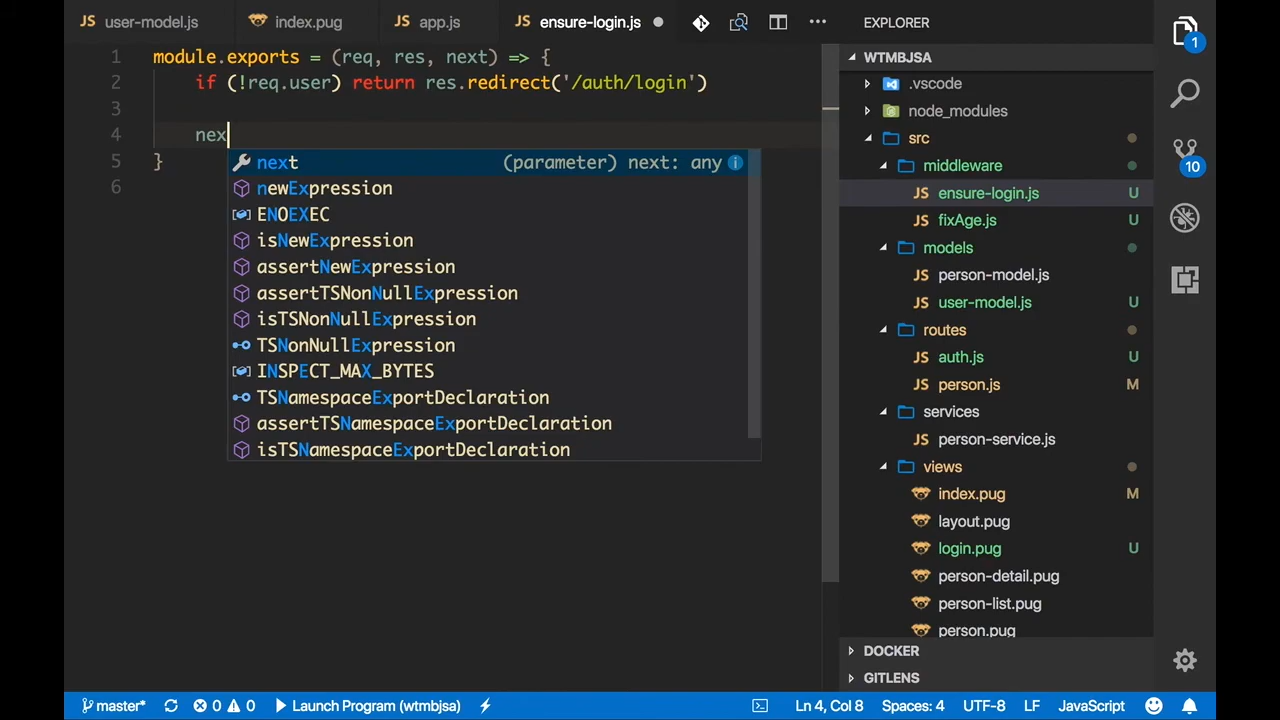 user-model.js index.pug app.js ensure-login.js
1 module.exports = (req, res, next) => {
2 if (!req.user) return res.redirect('/auth/login')
3
4 nex
5 }
6
next (parameter) next: any
newExpression
ENOEXEC
isNewExpression
assertNewExpression
assertTSNonNullExpression
isTSNonNullExpression
TSNonNullExpression
INSPECT_MAX_BYTES
TSNamespaceExportDeclaration
assertTSNamespaceExportDeclaration
isTSNamespaceExportDeclaration
EXPLORER
WTMBJSA
.vscode
node_modules
src
middleware
JS ensure-login.js U
JS fixAge.js U
models
JS person-model.js
JS user-model.js U
routes
JS auth.js U
JS person.js M
services
JS person-service.js
views
index.pug M
layout.pug
login.pug U
person-detail.pug
person-list.pug
person.pug
DOCKER
GITLENS
1
10
master* 0 0 Launch Program (wtmbjsa) Ln 4, Col 8 Spaces: 4 UTF-8 LF JavaScript